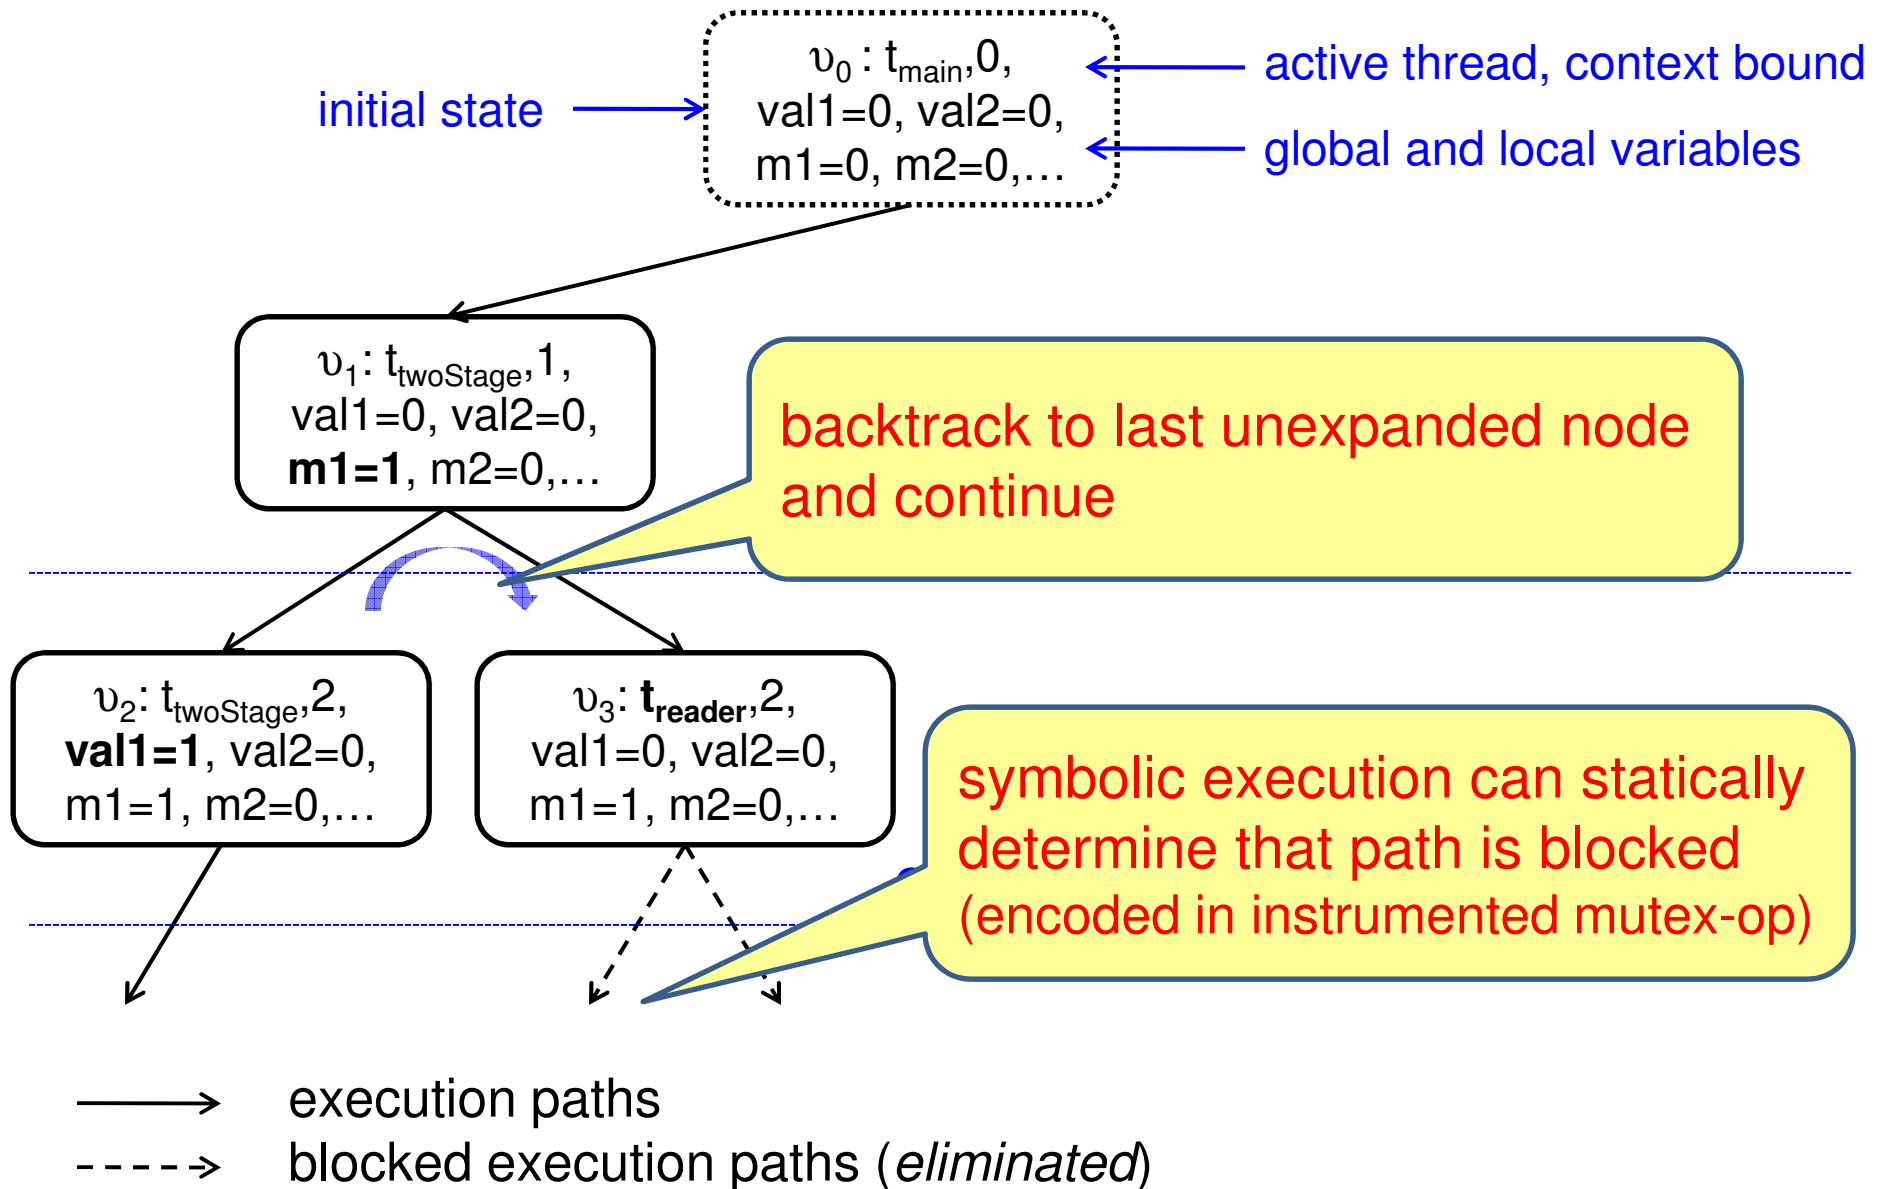 υ0 : tmain,0,
val1=0, val2=0,
m1=0, m2=0,…
initial state
active thread, context bound
global and local variables
υ1: ttwoStage,1,
val1=0, val2=0,
m1=1, m2=0,…
backtrack to last unexpanded node
and continue
υ2: ttwoStage,2,
val1=1, val2=0,
m1=1, m2=0,…
υ3: treader,2,
val1=0, val2=0,
m1=1, m2=0,…
symbolic execution can statically
determine that path is blocked
(encoded in instrumented mutex-op)
execution paths
blocked execution paths (eliminated)